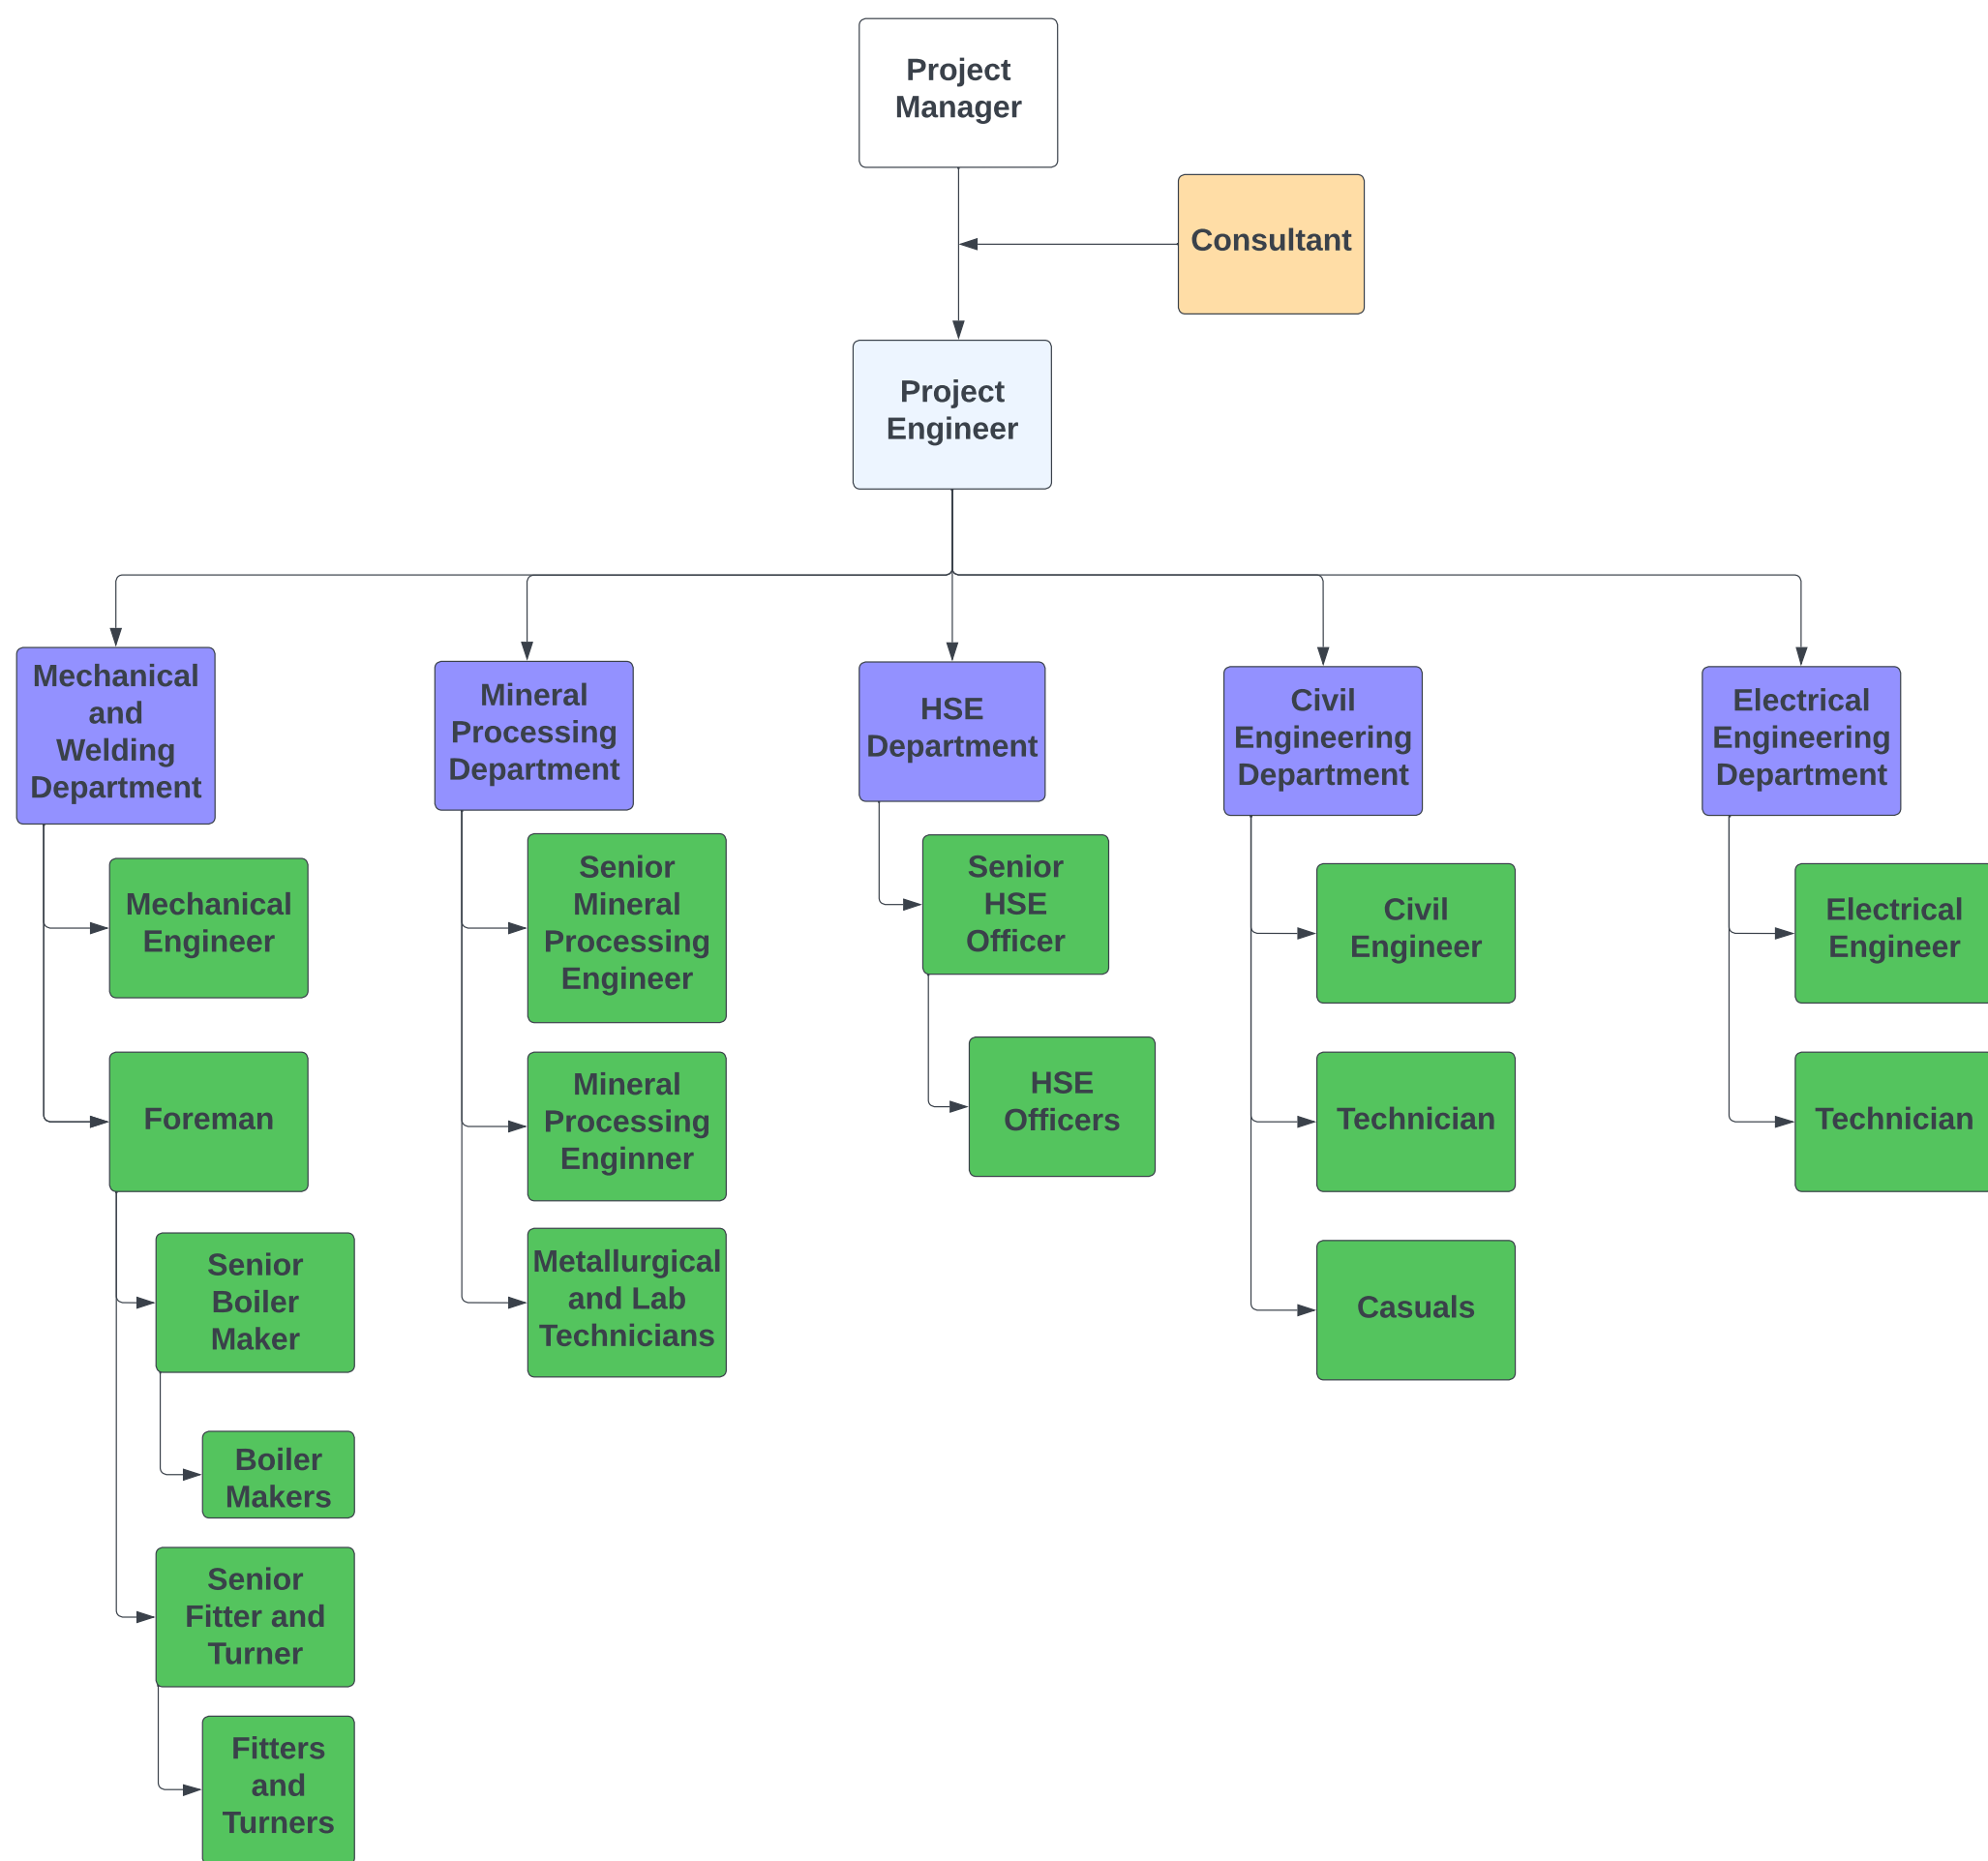 Project
Manager
Consultant
Project
Engineer
Mechanical
and
Welding
Department
Mineral
Processing
Department
HSE
Department
Civil
Engineering
Department
Electrical
Engineering
Department
Mechanical
Engineer
Foreman
Senior
Boiler
Maker
Boiler
Makers
Senior
Fitter and
Turner
Fitters
and
Turners
Senior
Mineral
Processing
Engineer
Mineral
Processing
Enginner
Metallurgical
and Lab
Technicians
Senior
HSE
Officer
HSE
Officers
Civil
Engineer
Technician
Casuals
Electrical
Engineer
Technician